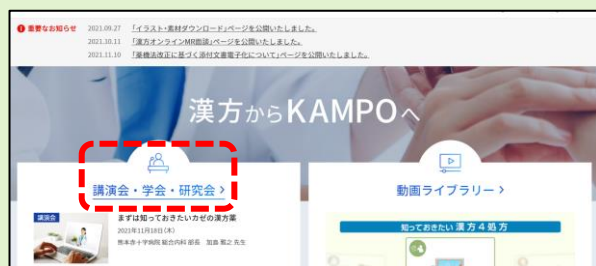 重要なお知らせ 2021.09.27 「イラスト・素材ダウンロード」ページを公開いたしました。
2021.10.11 「漢方オンラインMR面談」ページを公開いたしました。
2021.11.10 「薬機法改正に基づく添付文書電子化について」ページを公開いたしました。
漢方からKAMPOへ
講演会・学会・研究会 >
動画ライブラリー >
講演会 まずは知っておきたいカゼの漢方薬
2021年11月18日(木)
熊本赤十字病院 総合内科 部長 加島 雅之 先生
知っておきたい 漢方4処方